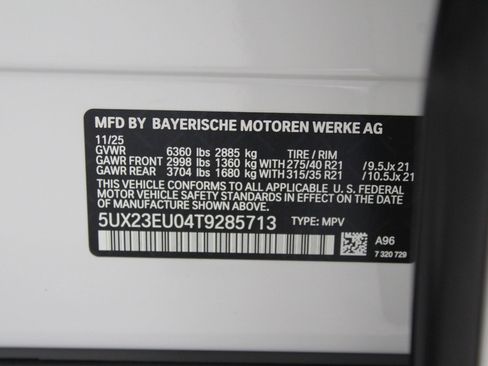 MFD BY BAYERISCHE MOTOREN WERKE AG
11/25
GVWR 6360 lbs 2885 kg TIRE / RIM
GAWR FRONT 2998 lbs 1360 kg WITH 275/40 R21 /9.5Jx 21
GAWR REAR 3704 lbs 1680 kg WITH 315/35 R21 /10.5Jx 21
THIS VEHICLE CONFORMS TO ALL APPLICABLE U. S. FEDERAL
MOTOR VEHICLE SAFETY STANDARDS IN EFFECT ON THE DATE
OF MANUFACTURE SHOWN ABOVE.
5UX23EU04T9285713 TYPE: MPV
A96
7 320 729